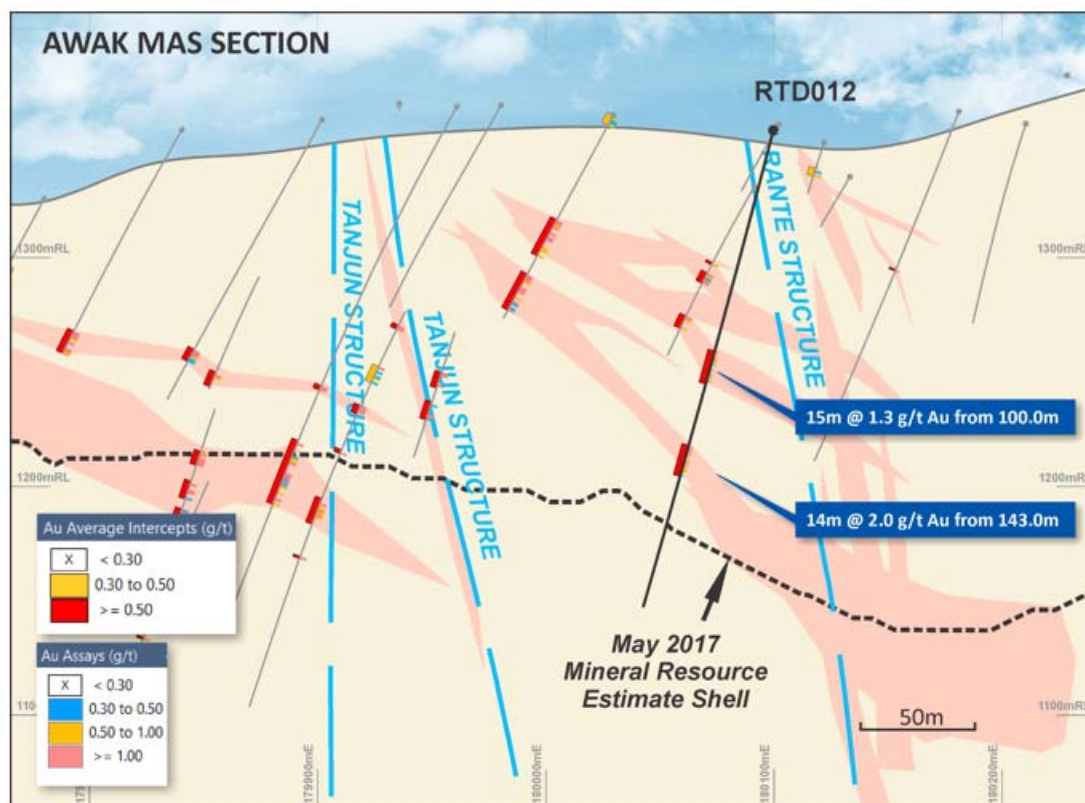 AWAK MAS SECTION
RTD012
TANJUN STRUCTURE
TANJUN STRUCTURE
RANTE STRUCTURE
1300mRL
1300mRL
15m @ 1.3 g/t Au from 100.0m
1200mRL
1200mRL
14m @ 2.0 g/t Au from 143.0m
Au Average Intercepts (g/t)
X < 0.30
0.30 to 0.50
>= 0.50
May 2017
Mineral Resource
Estimate Shell
Au Assays (g/t)
X < 0.30
0.30 to 0.50
0.50 to 1.00
>= 1.00
1100mRL
50m
179900mE
180000mE
180100mE
180200mE